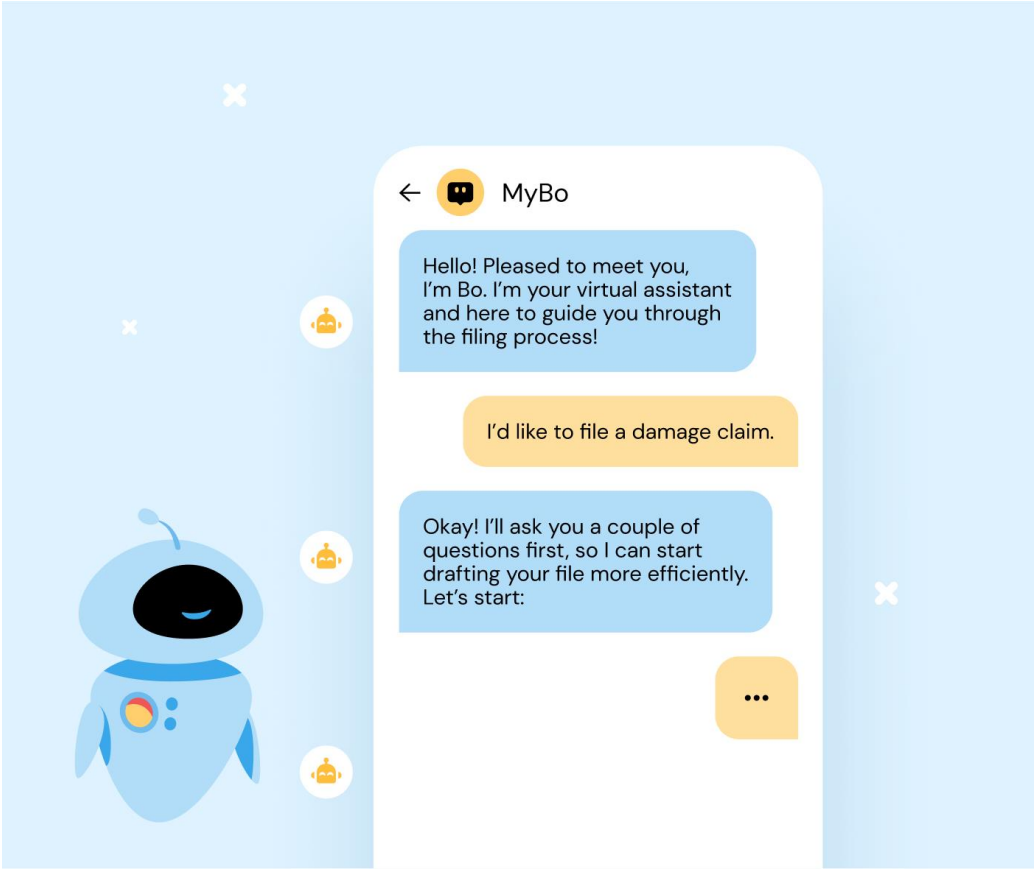 MyBo
Hello! Pleased to meet you,
I’m Bo. I’m your virtual assistant
and here to guide you through
the filing process!
I’d like to file a damage claim.
Okay! I’ll ask you a couple of
questions first, so I can start
drafting your file more efficiently.
Let’s start:
•••